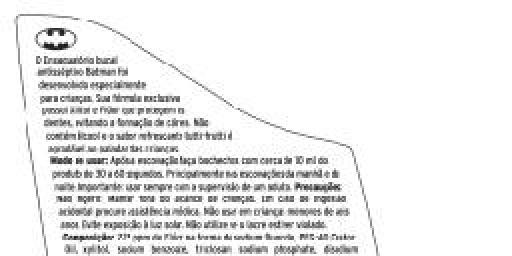 O Enxaguatório bucal
antisséptico Batman foi
desenvolvido especialmente
para crianças. Sua fórmula exclusiva
possui Xilitol e Flúor que protegem os
dentes, evitando a formação de cáries. Não
contém álcool e o sabor refrescante tutti-frutti é
agradável ao paladar das crianças.
Modo de usar: Após a escovação faça bochechos com cerca de 10 ml do
produto de 30 a 60 segundos. Principalmente nas escovações da manhã e da
noite Importante: usar sempre com a supervisão de um adulto. Precauções:
Não ingerir. Manter fora do alcance de crianças. Em caso de ingestão
acidental procure assistência médica. Não use em criança menores de seis
anos. Evite exposição à luz solar. Não utilize se o lacre estiver violado.
Composição: ppm de Flúor na forma de sodium fluoride, PEG-40 Castor
Oil, xylitol, sodium benzoate, triclosan sodium phosphate, disodium